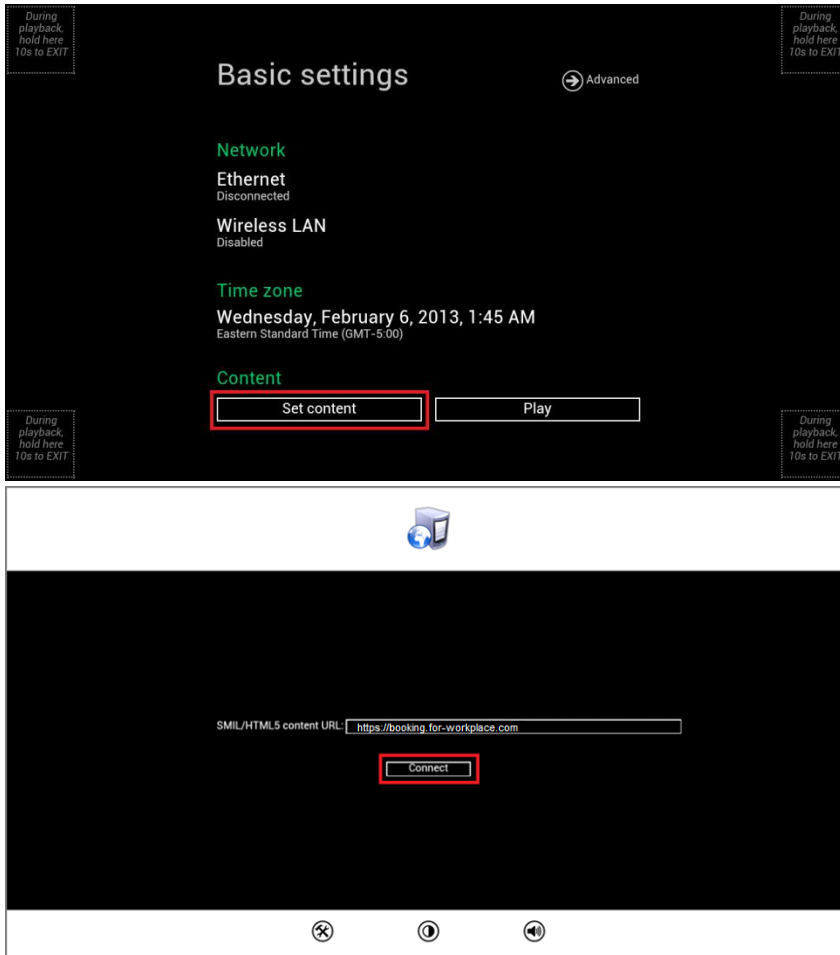 During
playback,
hold here
10s to EXIT
During
playback,
hold here
10s to EXIT
Basic settings
Advanced
Network
Ethernet
Disconnected
Wireless LAN
Disabled
Time zone
Wednesday, February 6, 2013, 1:45 AM
Eastern Standard Time (GMT-5:00)
Content
Set content
Play
During
playback,
hold here
10s to EXIT
During
playback,
hold here
10s to EXIT
SMIL/HTML5 content URL: https://booking.for-workplace.com
Connect